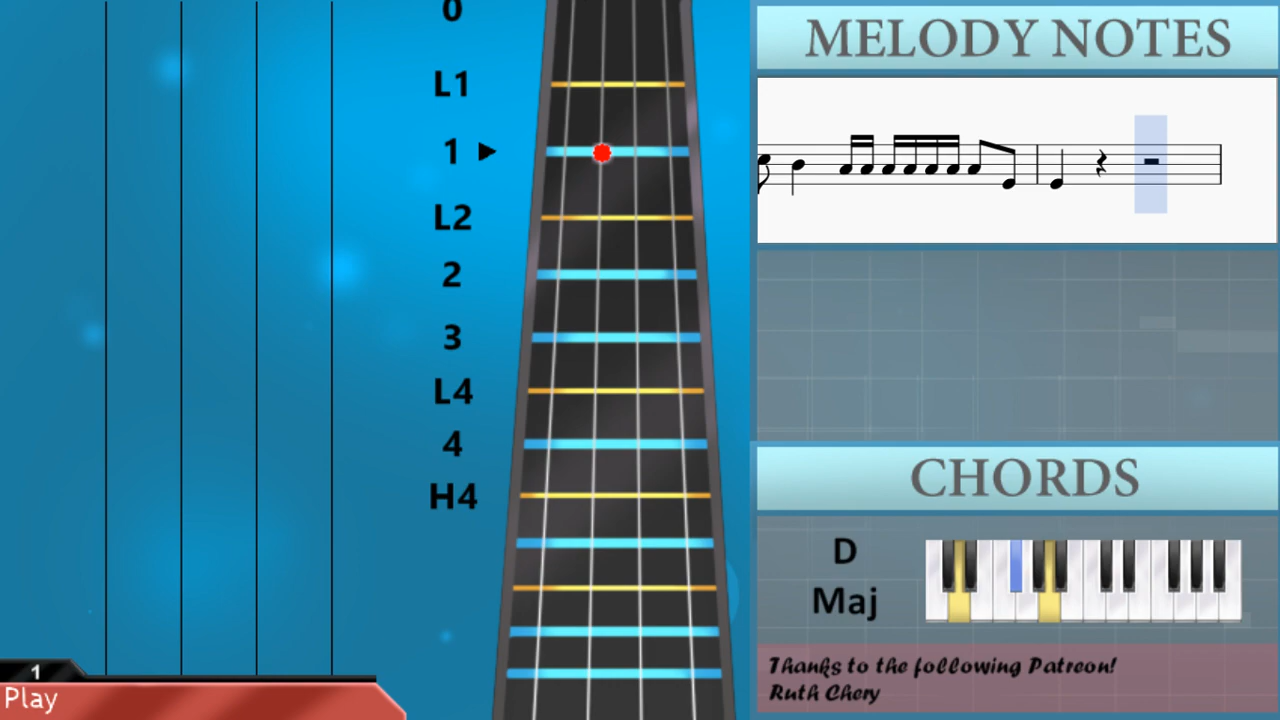 0
L1
1
L2
2
3
L4
4
H4
1
Play
MELODY NOTES
CHORDS
D
Maj
Thanks to the following Patreon!
Ruth Chery